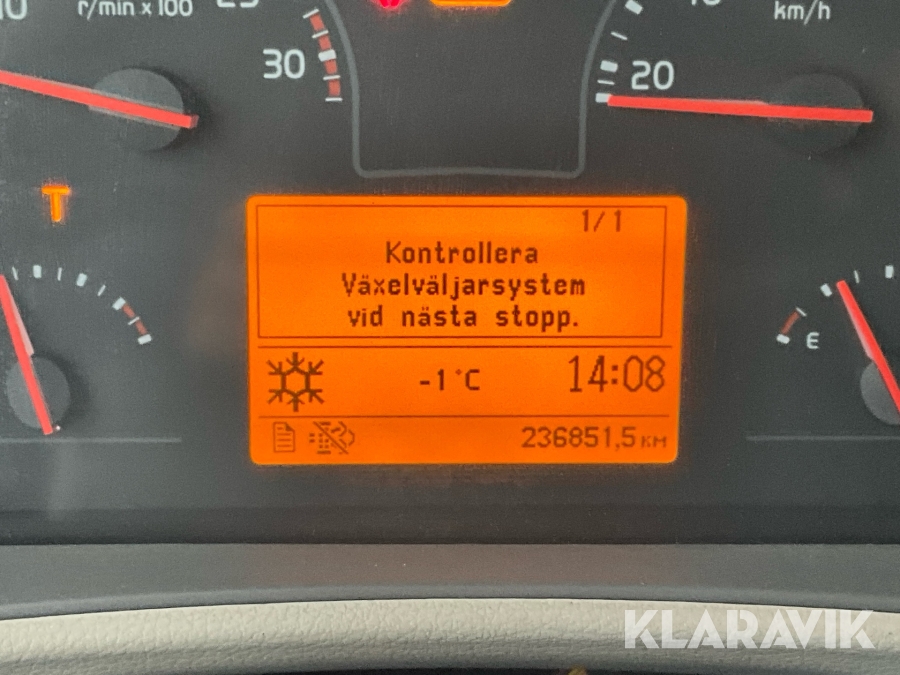 r/min x 100
km/h
30
20
T
1/1
Kontrollera
Växelväljarsystem
vid nästa stopp.
E
-1°C
14:08
236851,5 KM
KLARAVIK